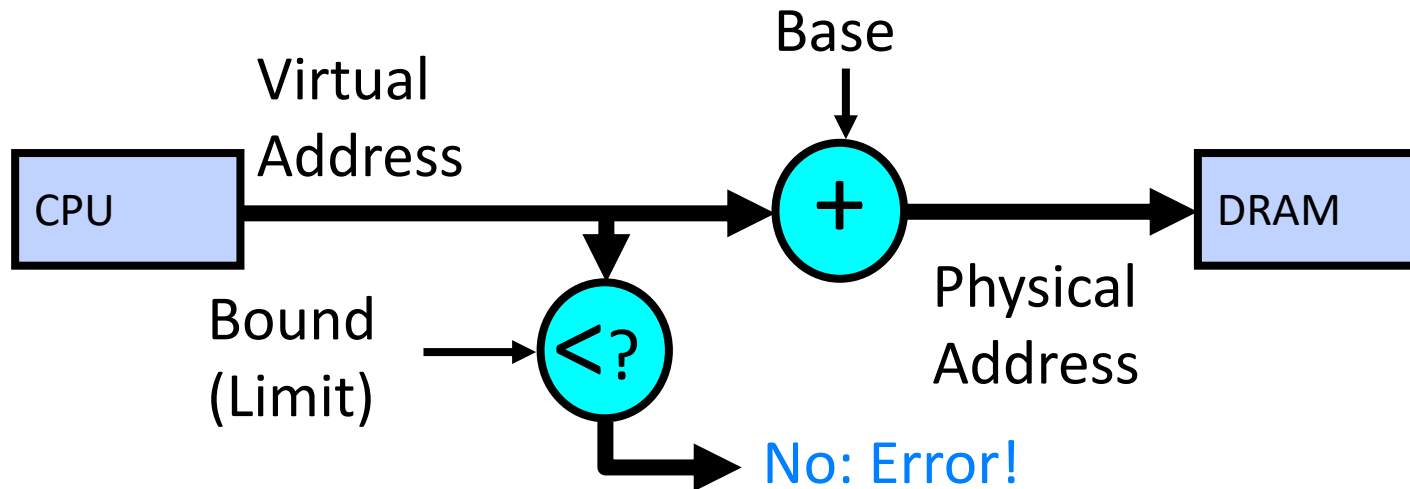 Base
Virtual
Address
CPU
+
DRAM
Physical
Address
Bound
(Limit)
<?
No: Error!